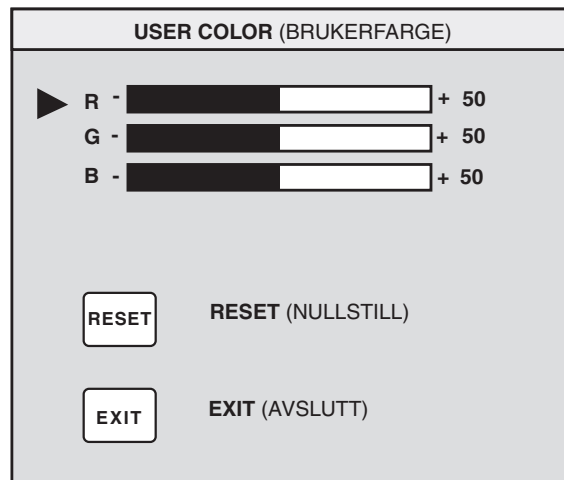 USER COLOR (BRUKERFARGE)
R - + 50
G - + 50
B - + 50
RESET RESET (NULLSTILL)
EXIT EXIT (AVSLUTT)